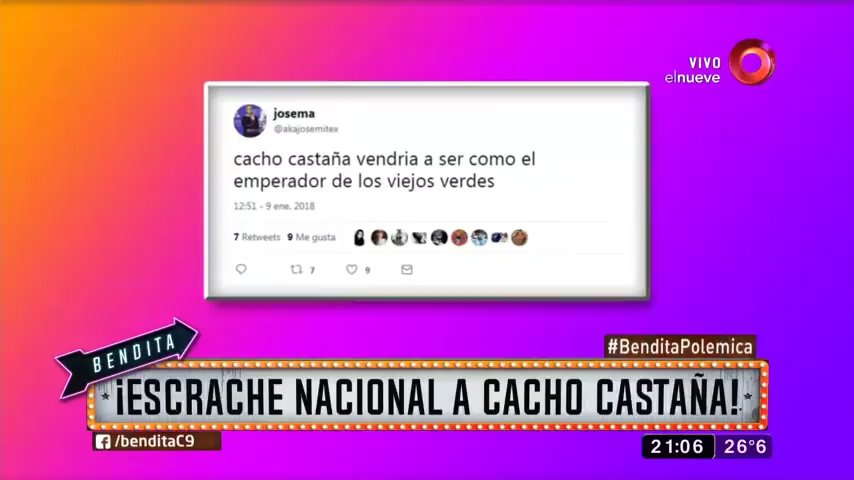 VIVO
elnueve
josema
@akajosemitex
cacho castaña vendria a ser como el
emperador de los viejos verdes
12:51 - 9 ene. 2018
7 Retweets 9 Me gusta
7 9
#BenditaPolemica
BENDITA
¡ESCRACHE NACIONAL A CACHO CASTAÑA!
/benditaC9
21:06 26°6